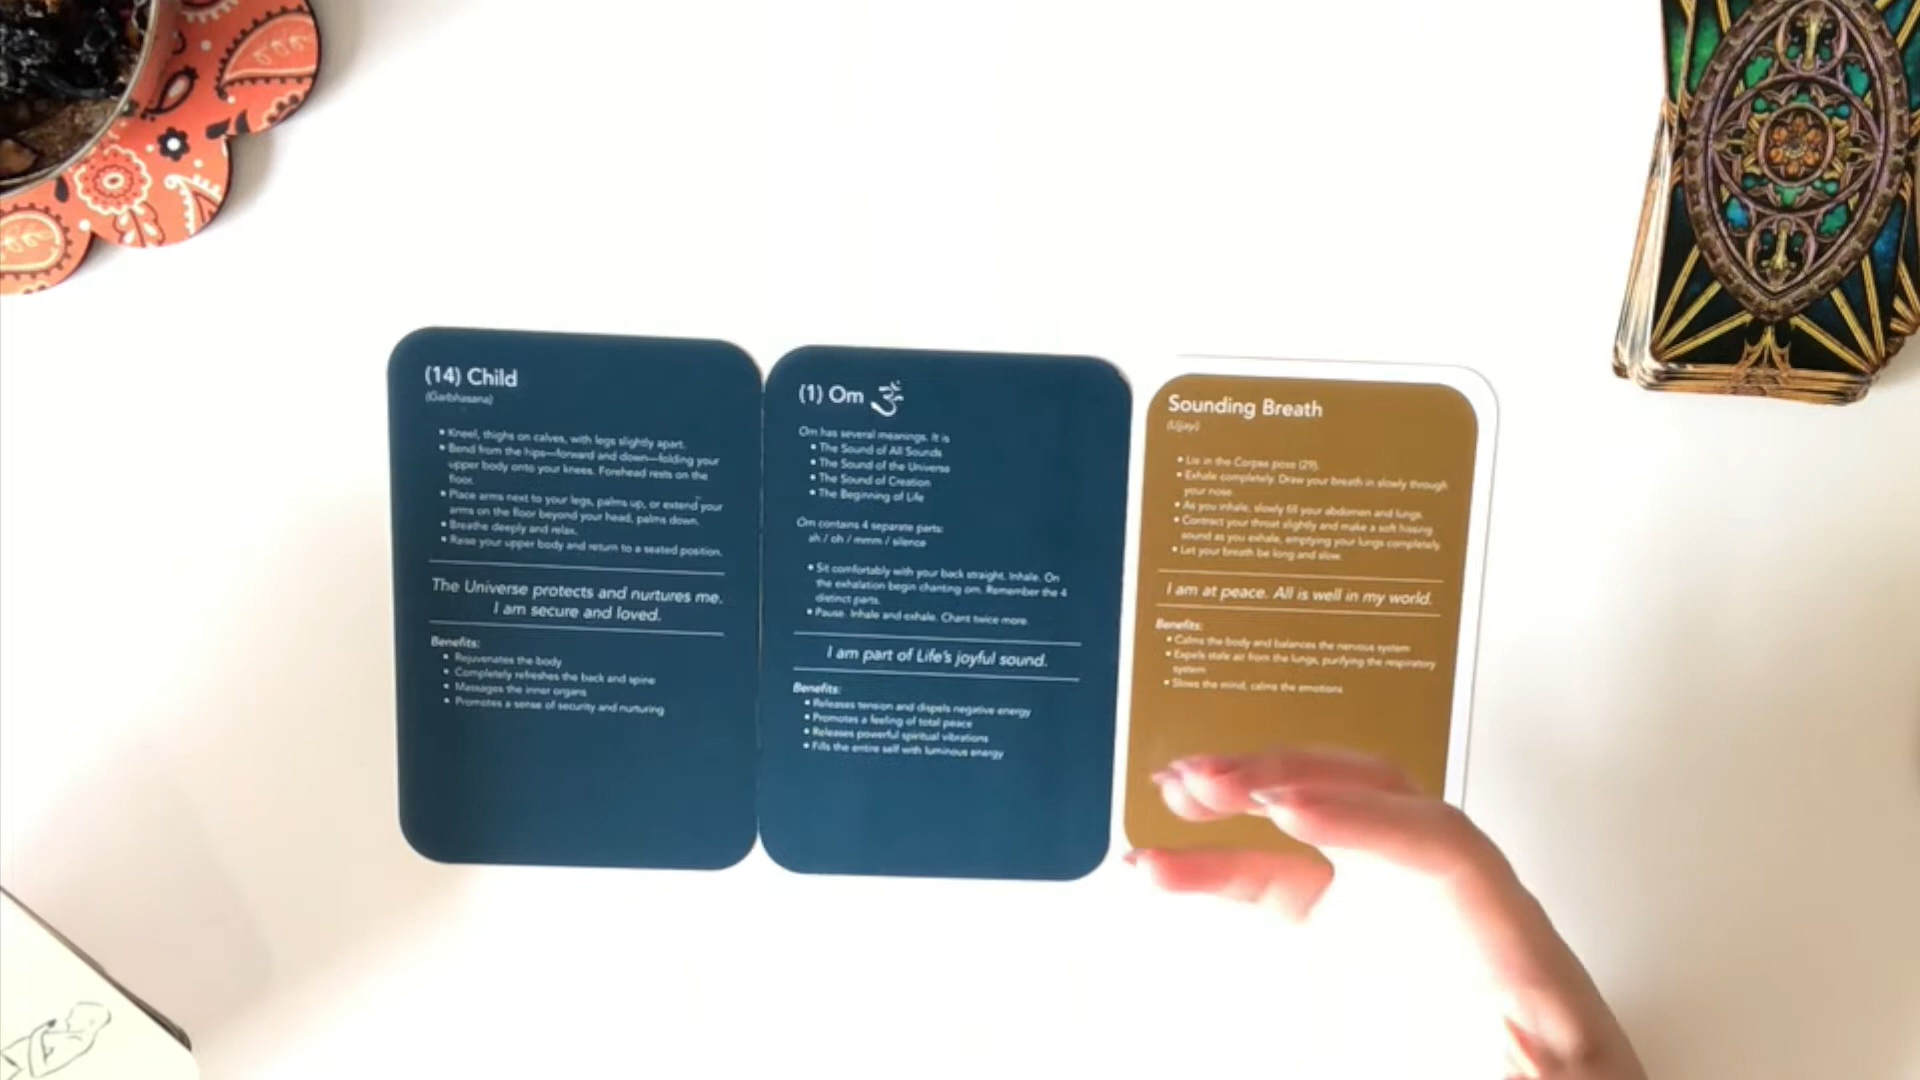 (14) Child
(Garbhasana)
• Kneel, thighs on calves, with legs slightly apart.
• Bend from the hips—forward and down—folding your
upper body onto your knees. Forehead rests on the
floor.
• Place arms next to your legs, palms up, or extend your
arms on the floor beyond your head, palms down.
• Breathe deeply and relax.
• Raise your upper body and return to a seated position.
The Universe protects and nurtures me.
I am secure and loved.
Benefits:
• Rejuvenates the body
• Completely refreshes the back and spine
• Massages the inner organs
• Promotes a sense of security and nurturing
(1) Om ॐ
Om has several meanings. It is
• The Sound of All Sounds
• The Sound of the Universe
• The Sound of Creation
• The Beginning of Life
Om contains 4 separate parts:
ah / oh / mmm / silence
• Sit comfortably with your back straight. Inhale. On
the exhalation begin chanting om. Remember the 4
distinct parts.
• Pause. Inhale and exhale. Chant twice more.
I am part of Life's joyful sound.
Benefits:
• Releases tension and dispels negative energy
• Promotes a feeling of total peace
• Releases powerful spiritual vibrations
• Fills the entire self with luminous energy
Sounding Breath
(Ujjayi)
• Lie in the Corpse pose (29).
• Exhale completely. Draw your breath in slowly through
your nose.
• As you inhale, slowly fill your abdomen and lungs.
• Contract your throat slightly and make a soft hissing
sound as you exhale, emptying your lungs completely.
• Let your breath be long and slow.
I am at peace. All is well in my world.
Benefits:
• Calms the body and balances the nervous system
• Expels stale air from the lungs, purifying the respiratory
system
• Slows the mind, calms the emotions